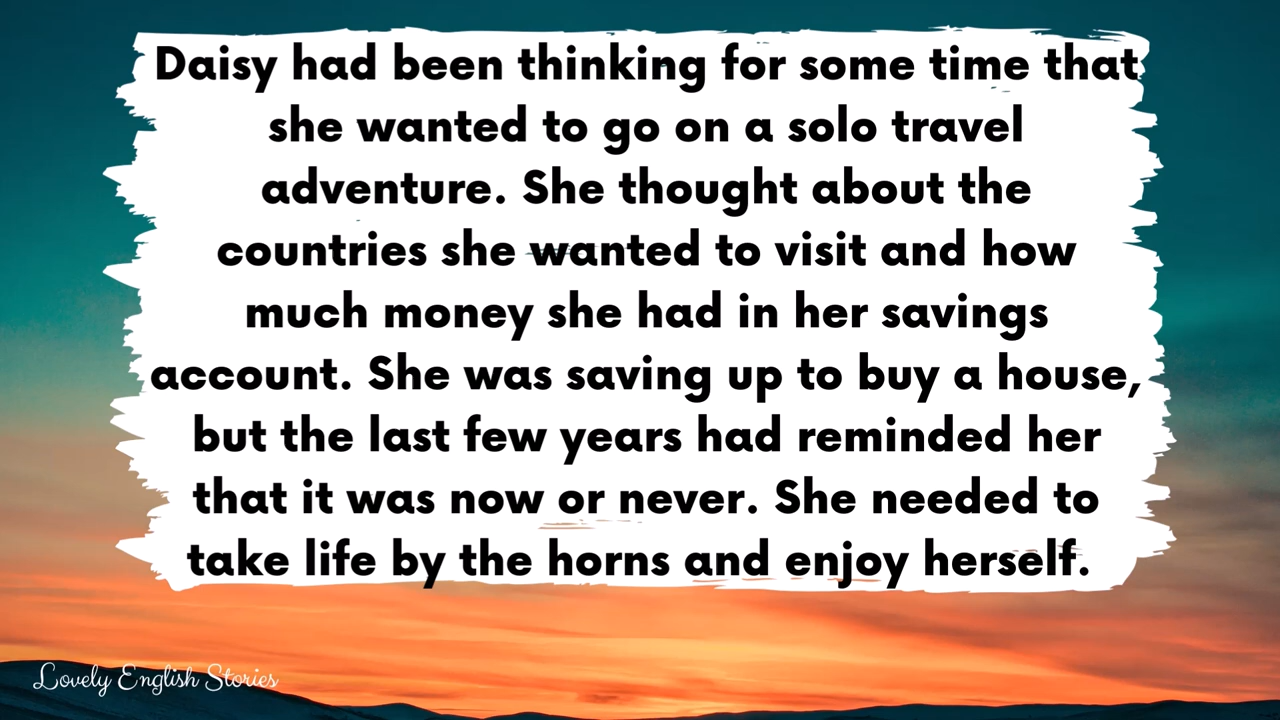 Daisy had been thinking for some time that
she wanted to go on a solo travel
adventure. She thought about the
countries she wanted to visit and how
much money she had in her savings
account. She was saving up to buy a house,
but the last few years had reminded her
that it was now or never. She needed to
take life by the horns and enjoy herself.
Lovely English Stories